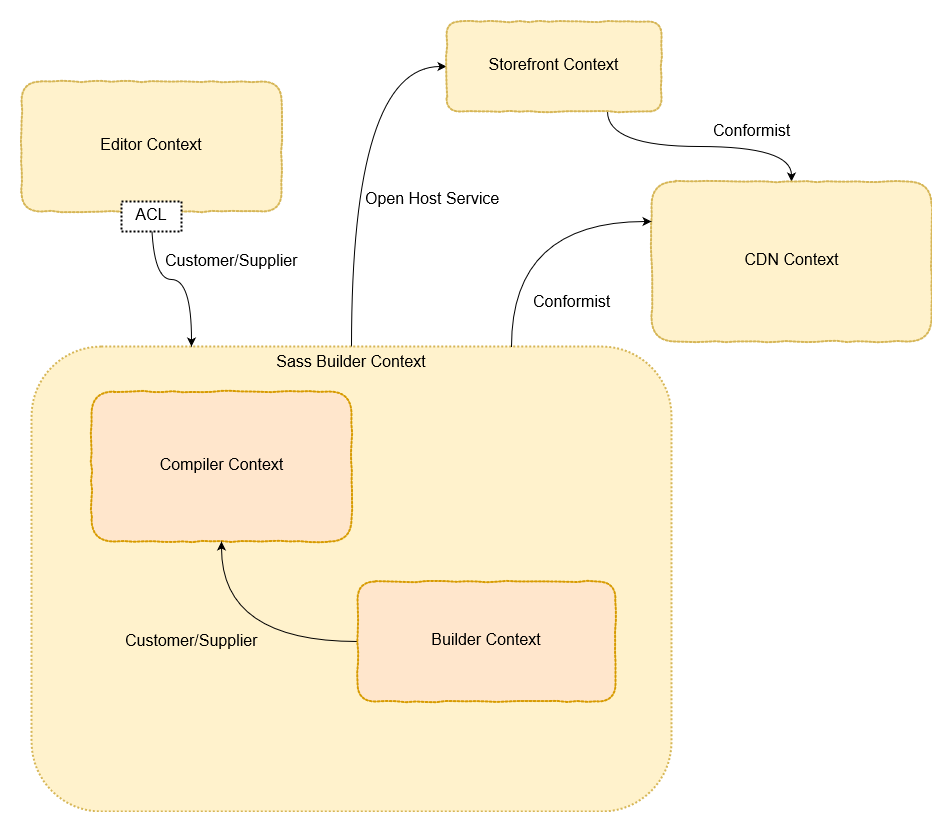 Storefront Context
Conformist
Editor Context
ACL
Open Host Service
Customer/Supplier
CDN Context
Conformist
Sass Builder Context
Compiler Context
Customer/Supplier
Builder Context